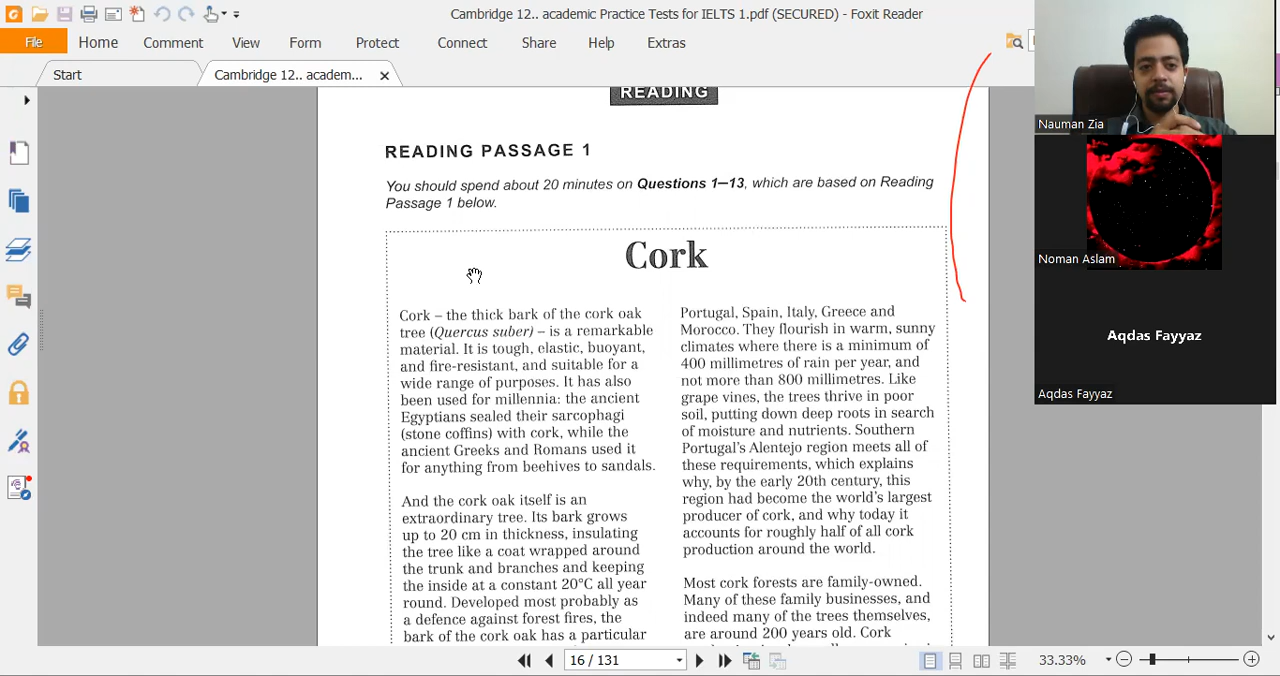 Cambridge 12.. academic Practice Tests for IELTS 1.pdf (SECURED) - Foxit Reader
File Home Comment View Form Protect Connect Share Help Extras
Start
Cambridge 12.. academ...
READING
READING PASSAGE 1
You should spend about 20 minutes on Questions 1–13, which are based on Reading
Passage 1 below.
Cork
Cork – the thick bark of the cork oak
tree (Quercus suber) – is a remarkable
material. It is tough, elastic, buoyant,
and fire-resistant, and suitable for a
wide range of purposes. It has also
been used for millennia: the ancient
Egyptians sealed their sarcophagi
(stone coffins) with cork, while the
ancient Greeks and Romans used it
for anything from beehives to sandals.
And the cork oak itself is an
extraordinary tree. Its bark grows
up to 20 cm in thickness, insulating
the tree like a coat wrapped around
the trunk and branches and keeping
the inside at a constant 20°C all year
round. Developed most probably as
a defence against forest fires, the
bark of the cork oak has a particular
Portugal, Spain, Italy, Greece and
Morocco. They flourish in warm, sunny
climates where there is a minimum of
400 millimetres of rain per year, and
not more than 800 millimetres. Like
grape vines, the trees thrive in poor
soil, putting down deep roots in search
of moisture and nutrients. Southern
Portugal's Alentejo region meets all of
these requirements, which explains
why, by the early 20th century, this
region had become the world's largest
producer of cork, and why today it
accounts for roughly half of all cork
production around the world.
Most cork forests are family-owned.
Many of these family businesses, and
indeed many of the trees themselves,
are around 200 years old. Cork
Nauman Zia
Noman Aslam
Aqdas Fayyaz
Aqdas Fayyaz
16 / 131
33.33%